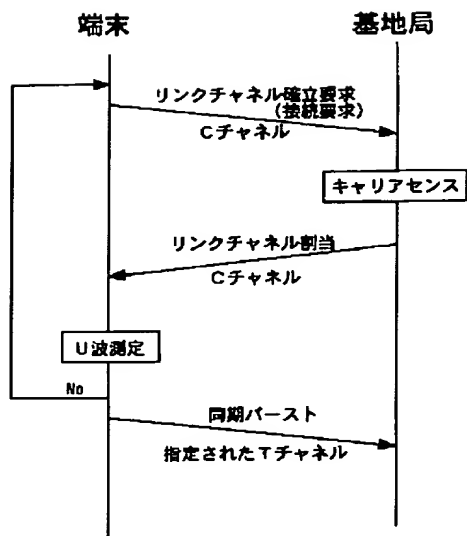 端末
基地局
リンクチャネル確立要求
(接続要求)
Cチャネル
キャリアセンス
リンクチャネル割当
Cチャネル
U波測定
No
同期バースト
指定されたTチャネル